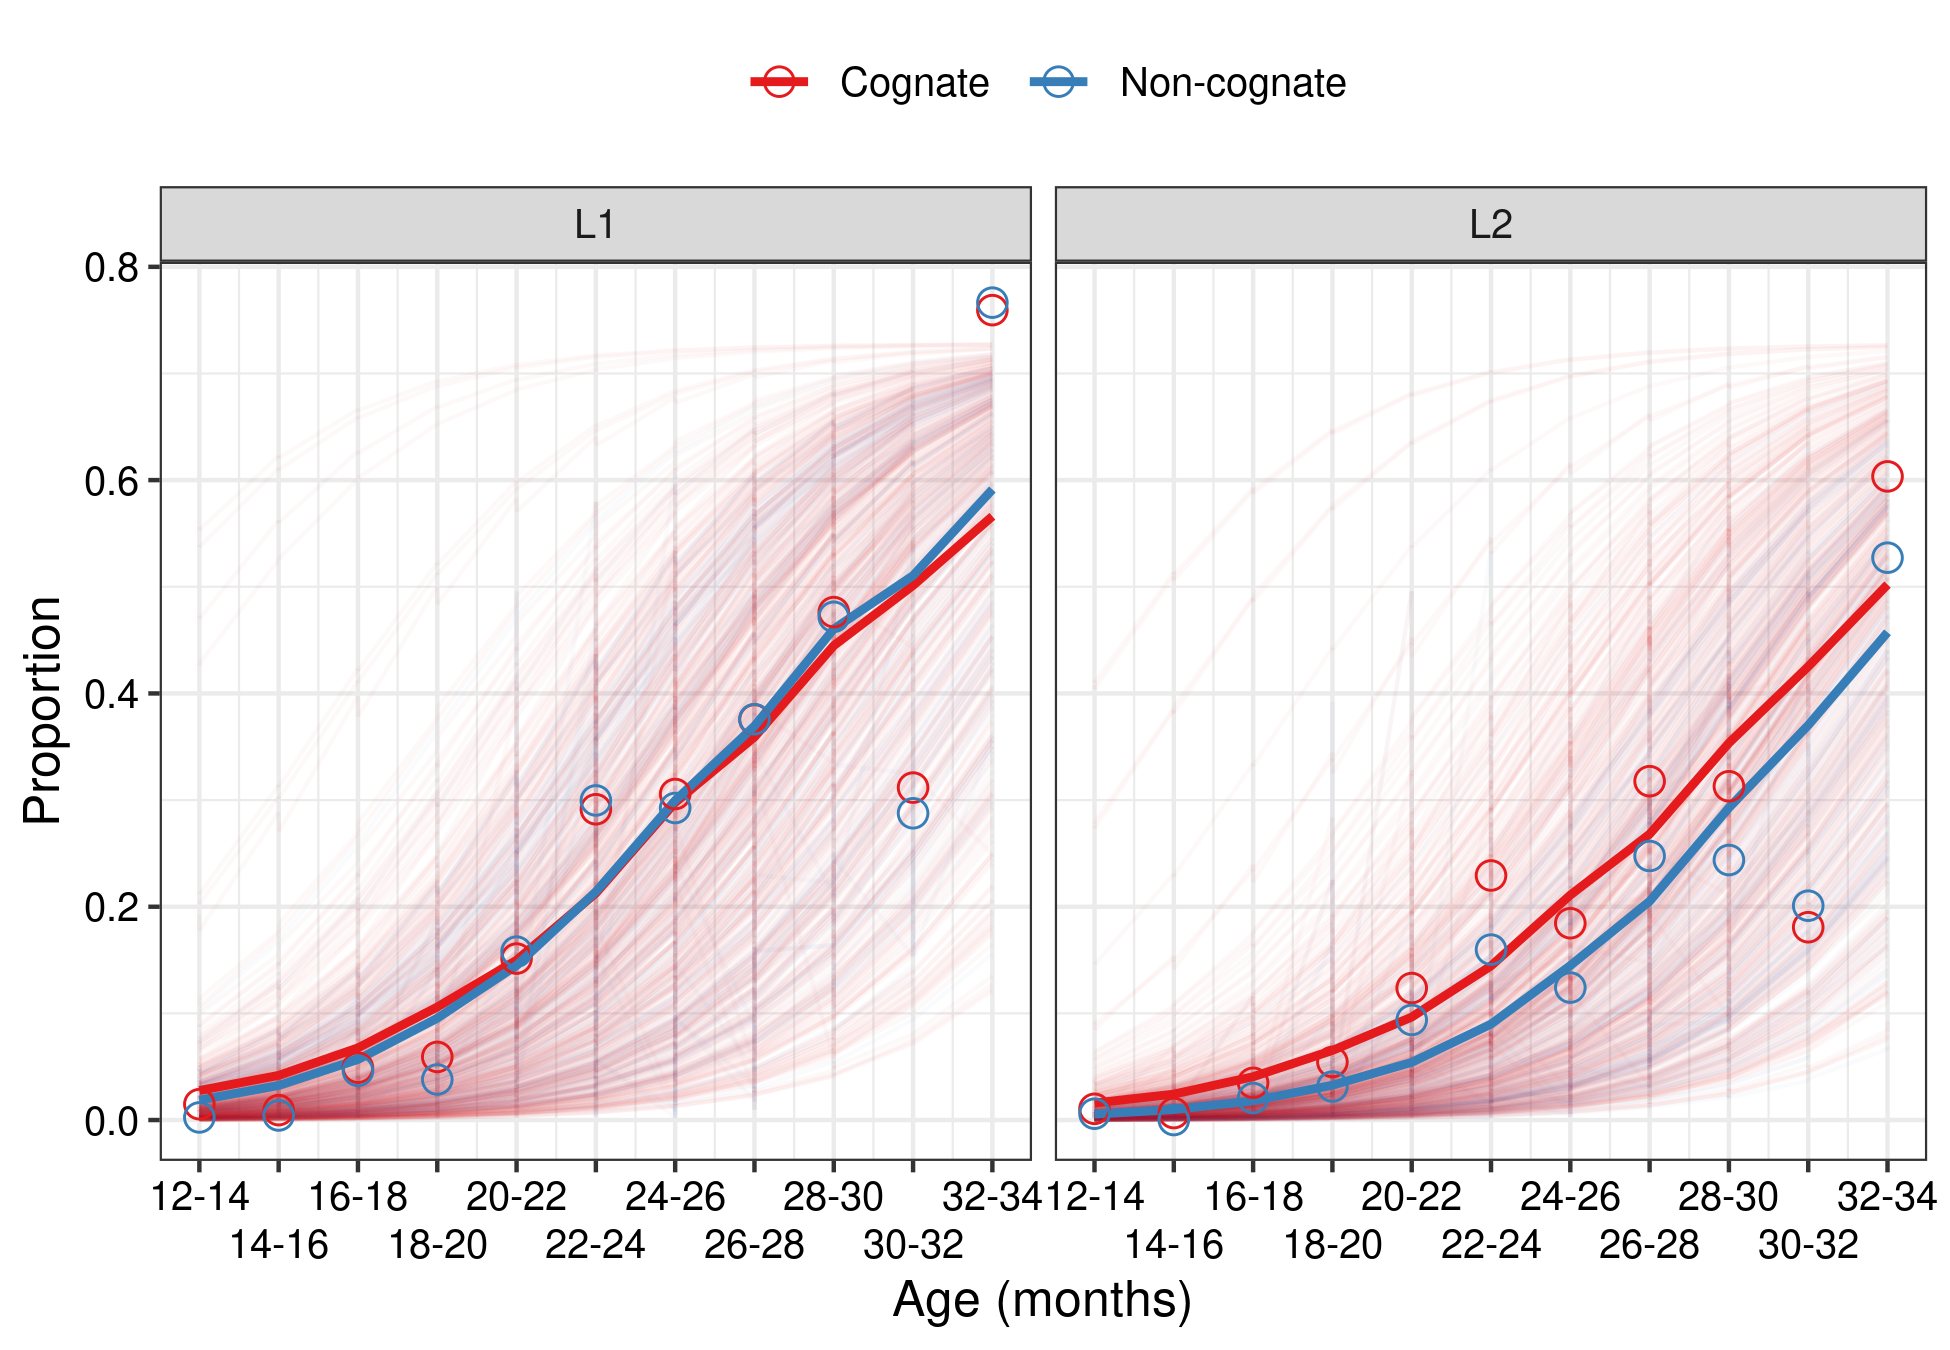 Cognate Non-cognate
L1 L2
0.8
0.6
0.4
0.2
0.0
Proportion
12-14 16-18 20-22 24-26 28-30 32-34 12-14 16-18 20-22 24-26 28-30 32-34
14-16 18-20 22-24 26-28 30-32 14-16 18-20 22-24 26-28 30-32
Age (months)